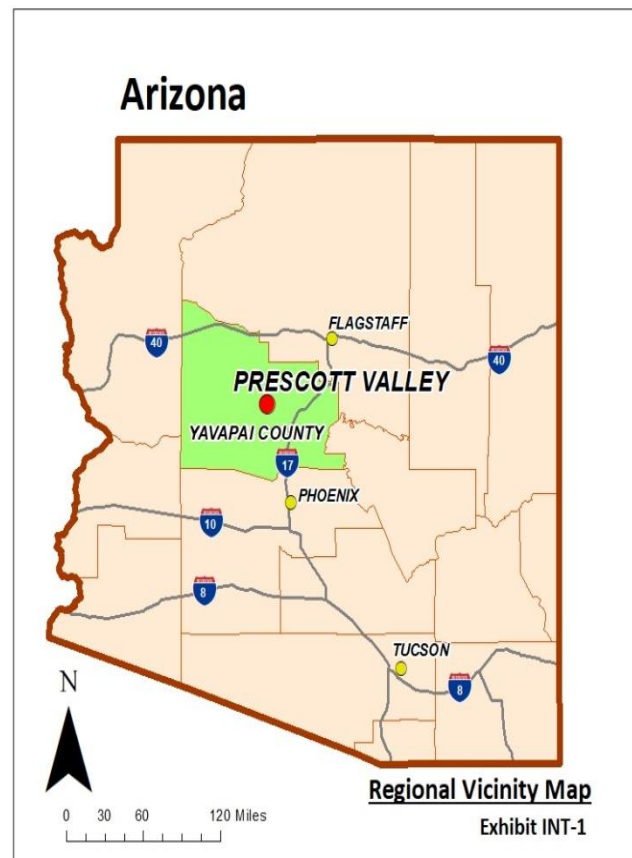 Arizona
FLAGSTAFF
40
40
PRESCOTT VALLEY
YAVAPAI COUNTY
17
PHOENIX
10
8
TUCSON
8
N
0 30 60 120 Miles
Regional Vicinity Map
Exhibit INT-1